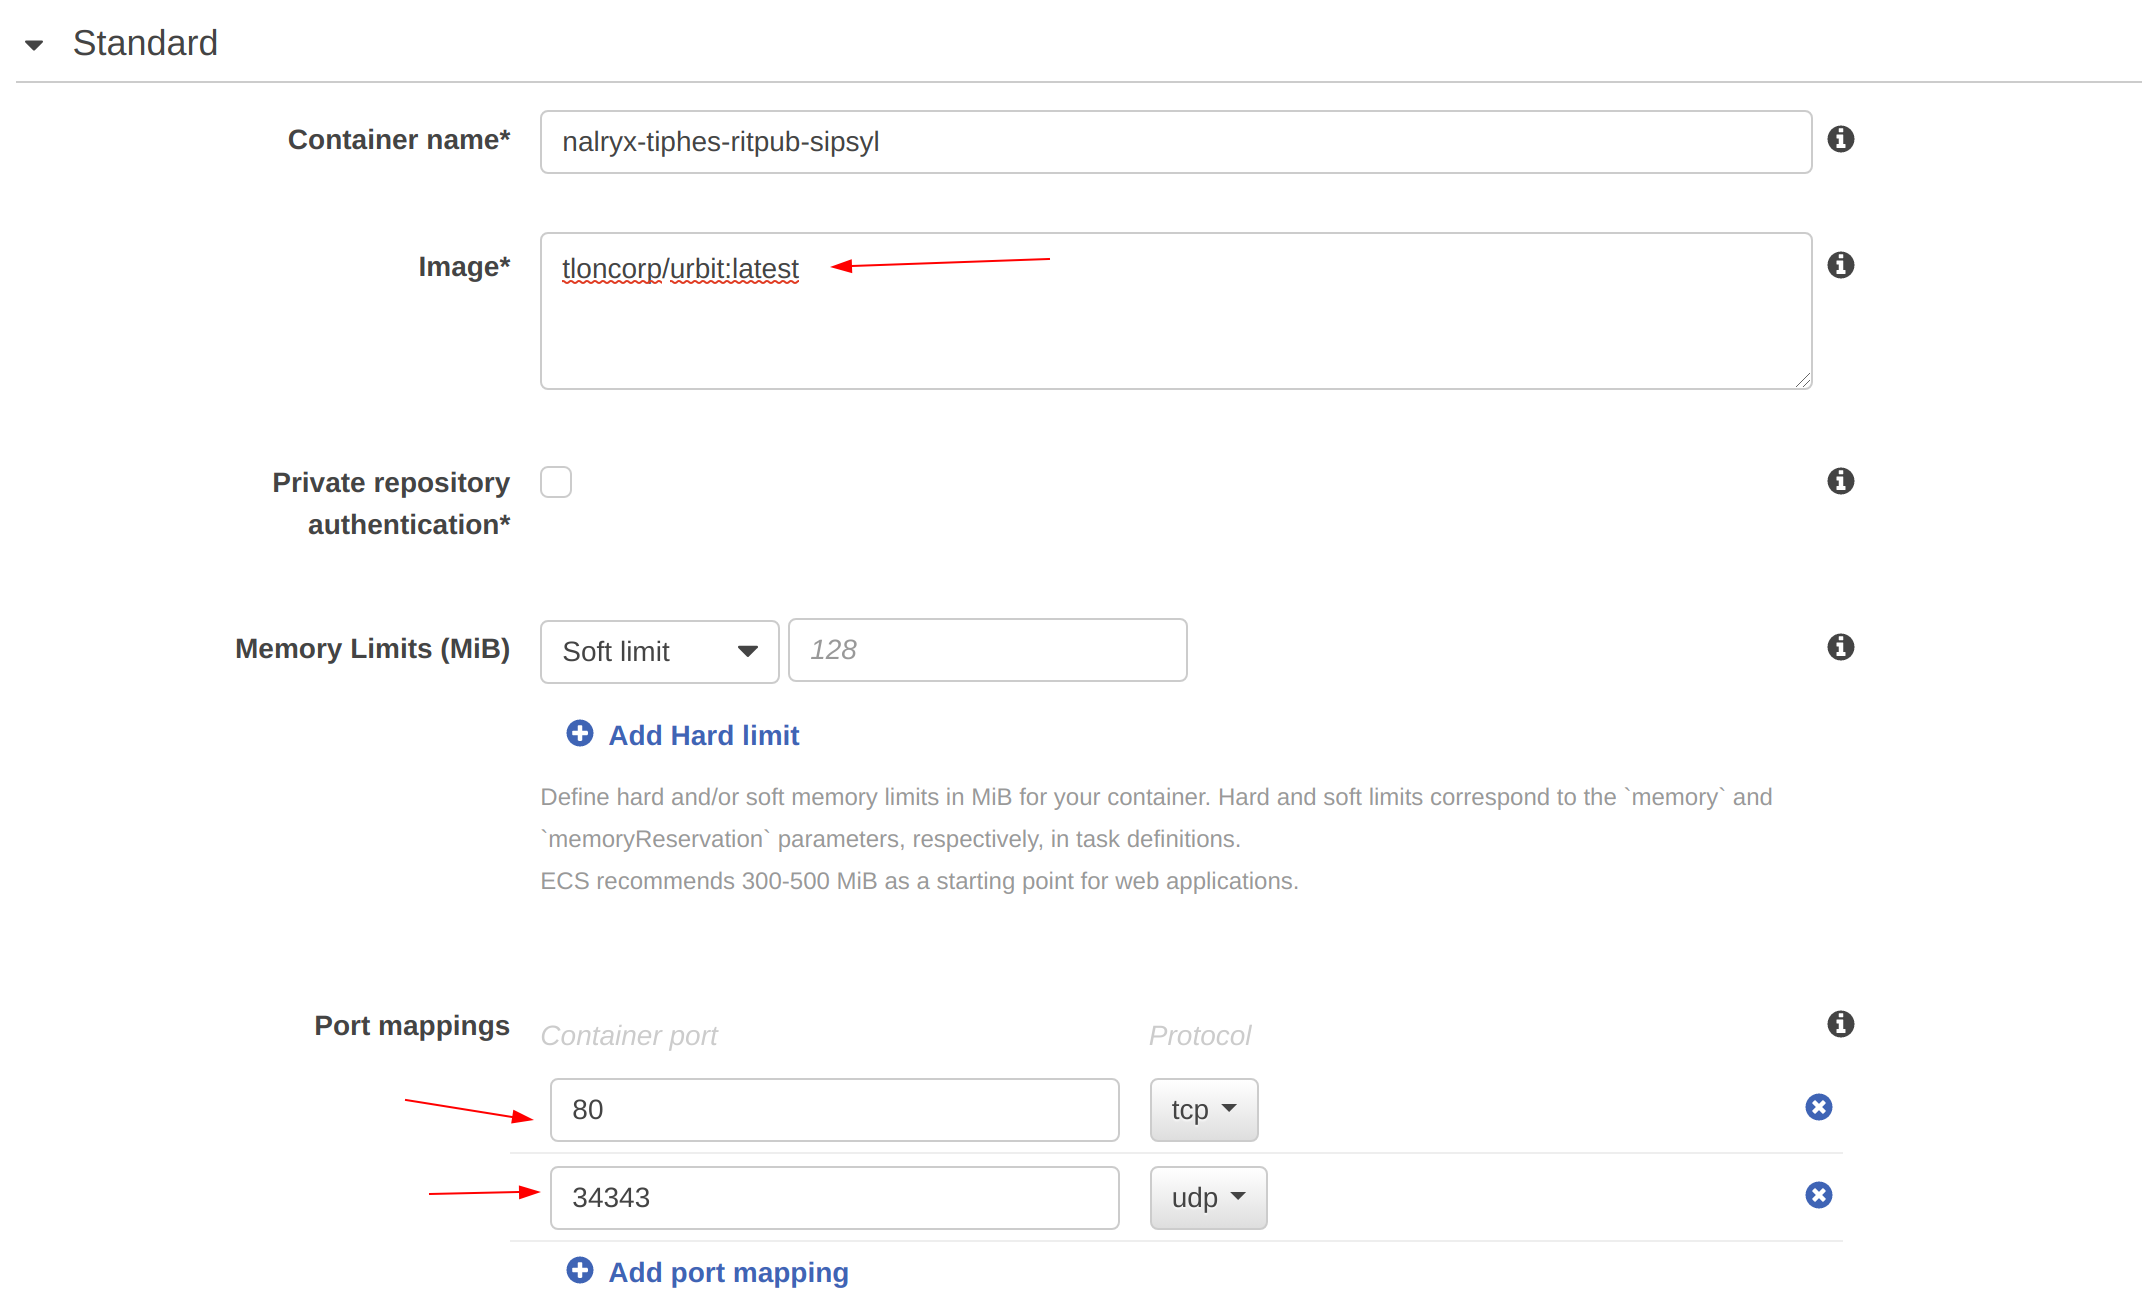 Standard
Container name*
nalryx-tiphes-ritpub-sipsyl
Image*
tloncorp/urbit:latest
Private repository
authentication*
Memory Limits (MiB)
Soft limit
128
Add Hard limit
Define hard and/or soft memory limits in MiB for your container. Hard and soft limits correspond to the `memory` and
`memoryReservation` parameters, respectively, in task definitions.
ECS recommends 300-500 MiB as a starting point for web applications.
Port mappings
Container port
Protocol
80
tcp
34343
udp
Add port mapping